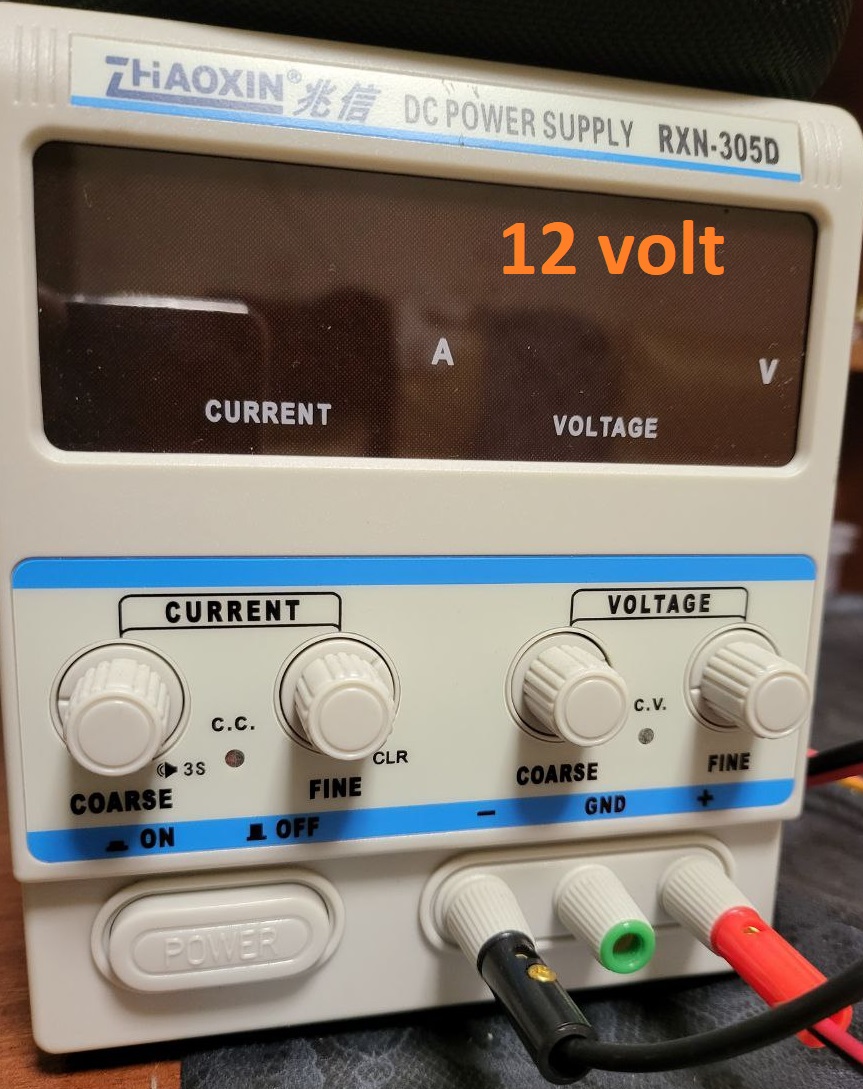 ZHAOXIN® 兆信 DC POWER SUPPLY RXN-305D
12 volt
A V
CURRENT VOLTAGE
CURRENT VOLTAGE
C.C. C.V.
3S CLR
COARSE FINE COARSE FINE
ON OFF − GND +
POWER